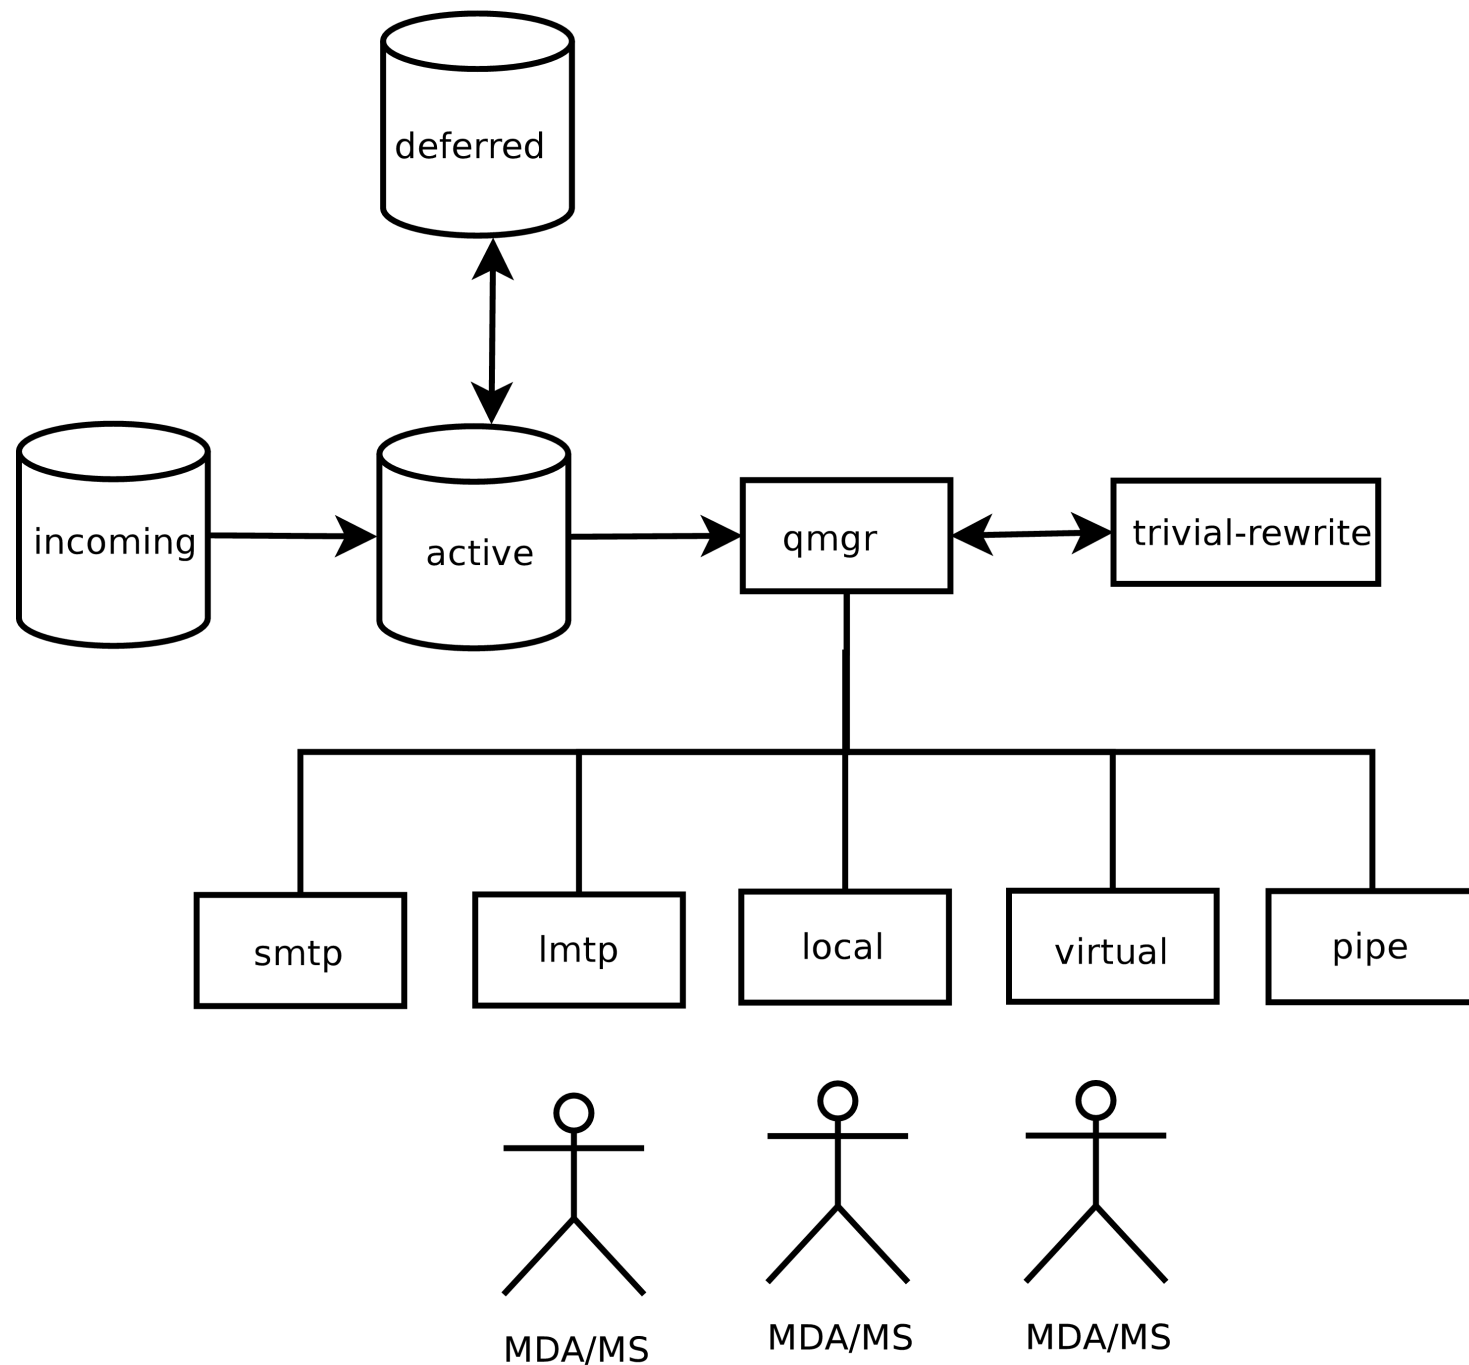 deferred
incoming
active
qmgr
trivial-rewrite
smtp
lmtp
local
virtual
pipe
MDA/MS
MDA/MS
MDA/MS